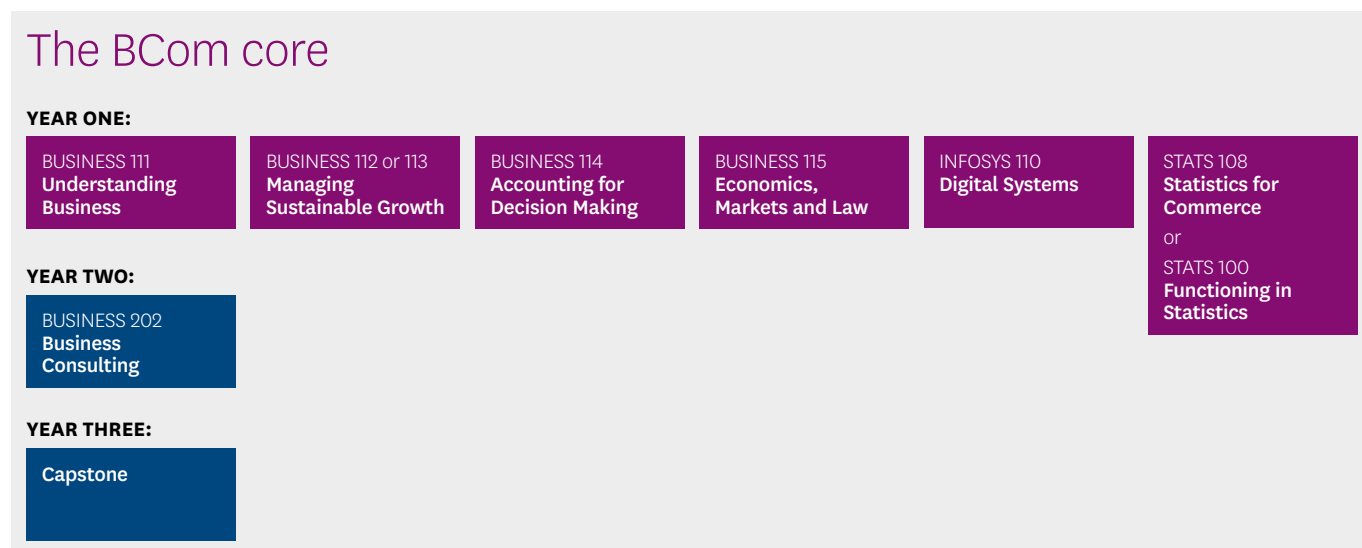 The BCom core
YEAR ONE:
BUSINESS 111
Understanding
Business
BUSINESS 112 or 113
Managing
Sustainable Growth
BUSINESS 114
Accounting for
Decision Making
BUSINESS 115
Economics,
Markets and Law
INFOSYS 110
Digital Systems
STATS 108
Statistics for
Commerce
or
STATS 100
Functioning in
Statistics
YEAR TWO:
BUSINESS 202
Business
Consulting
YEAR THREE:
Capstone